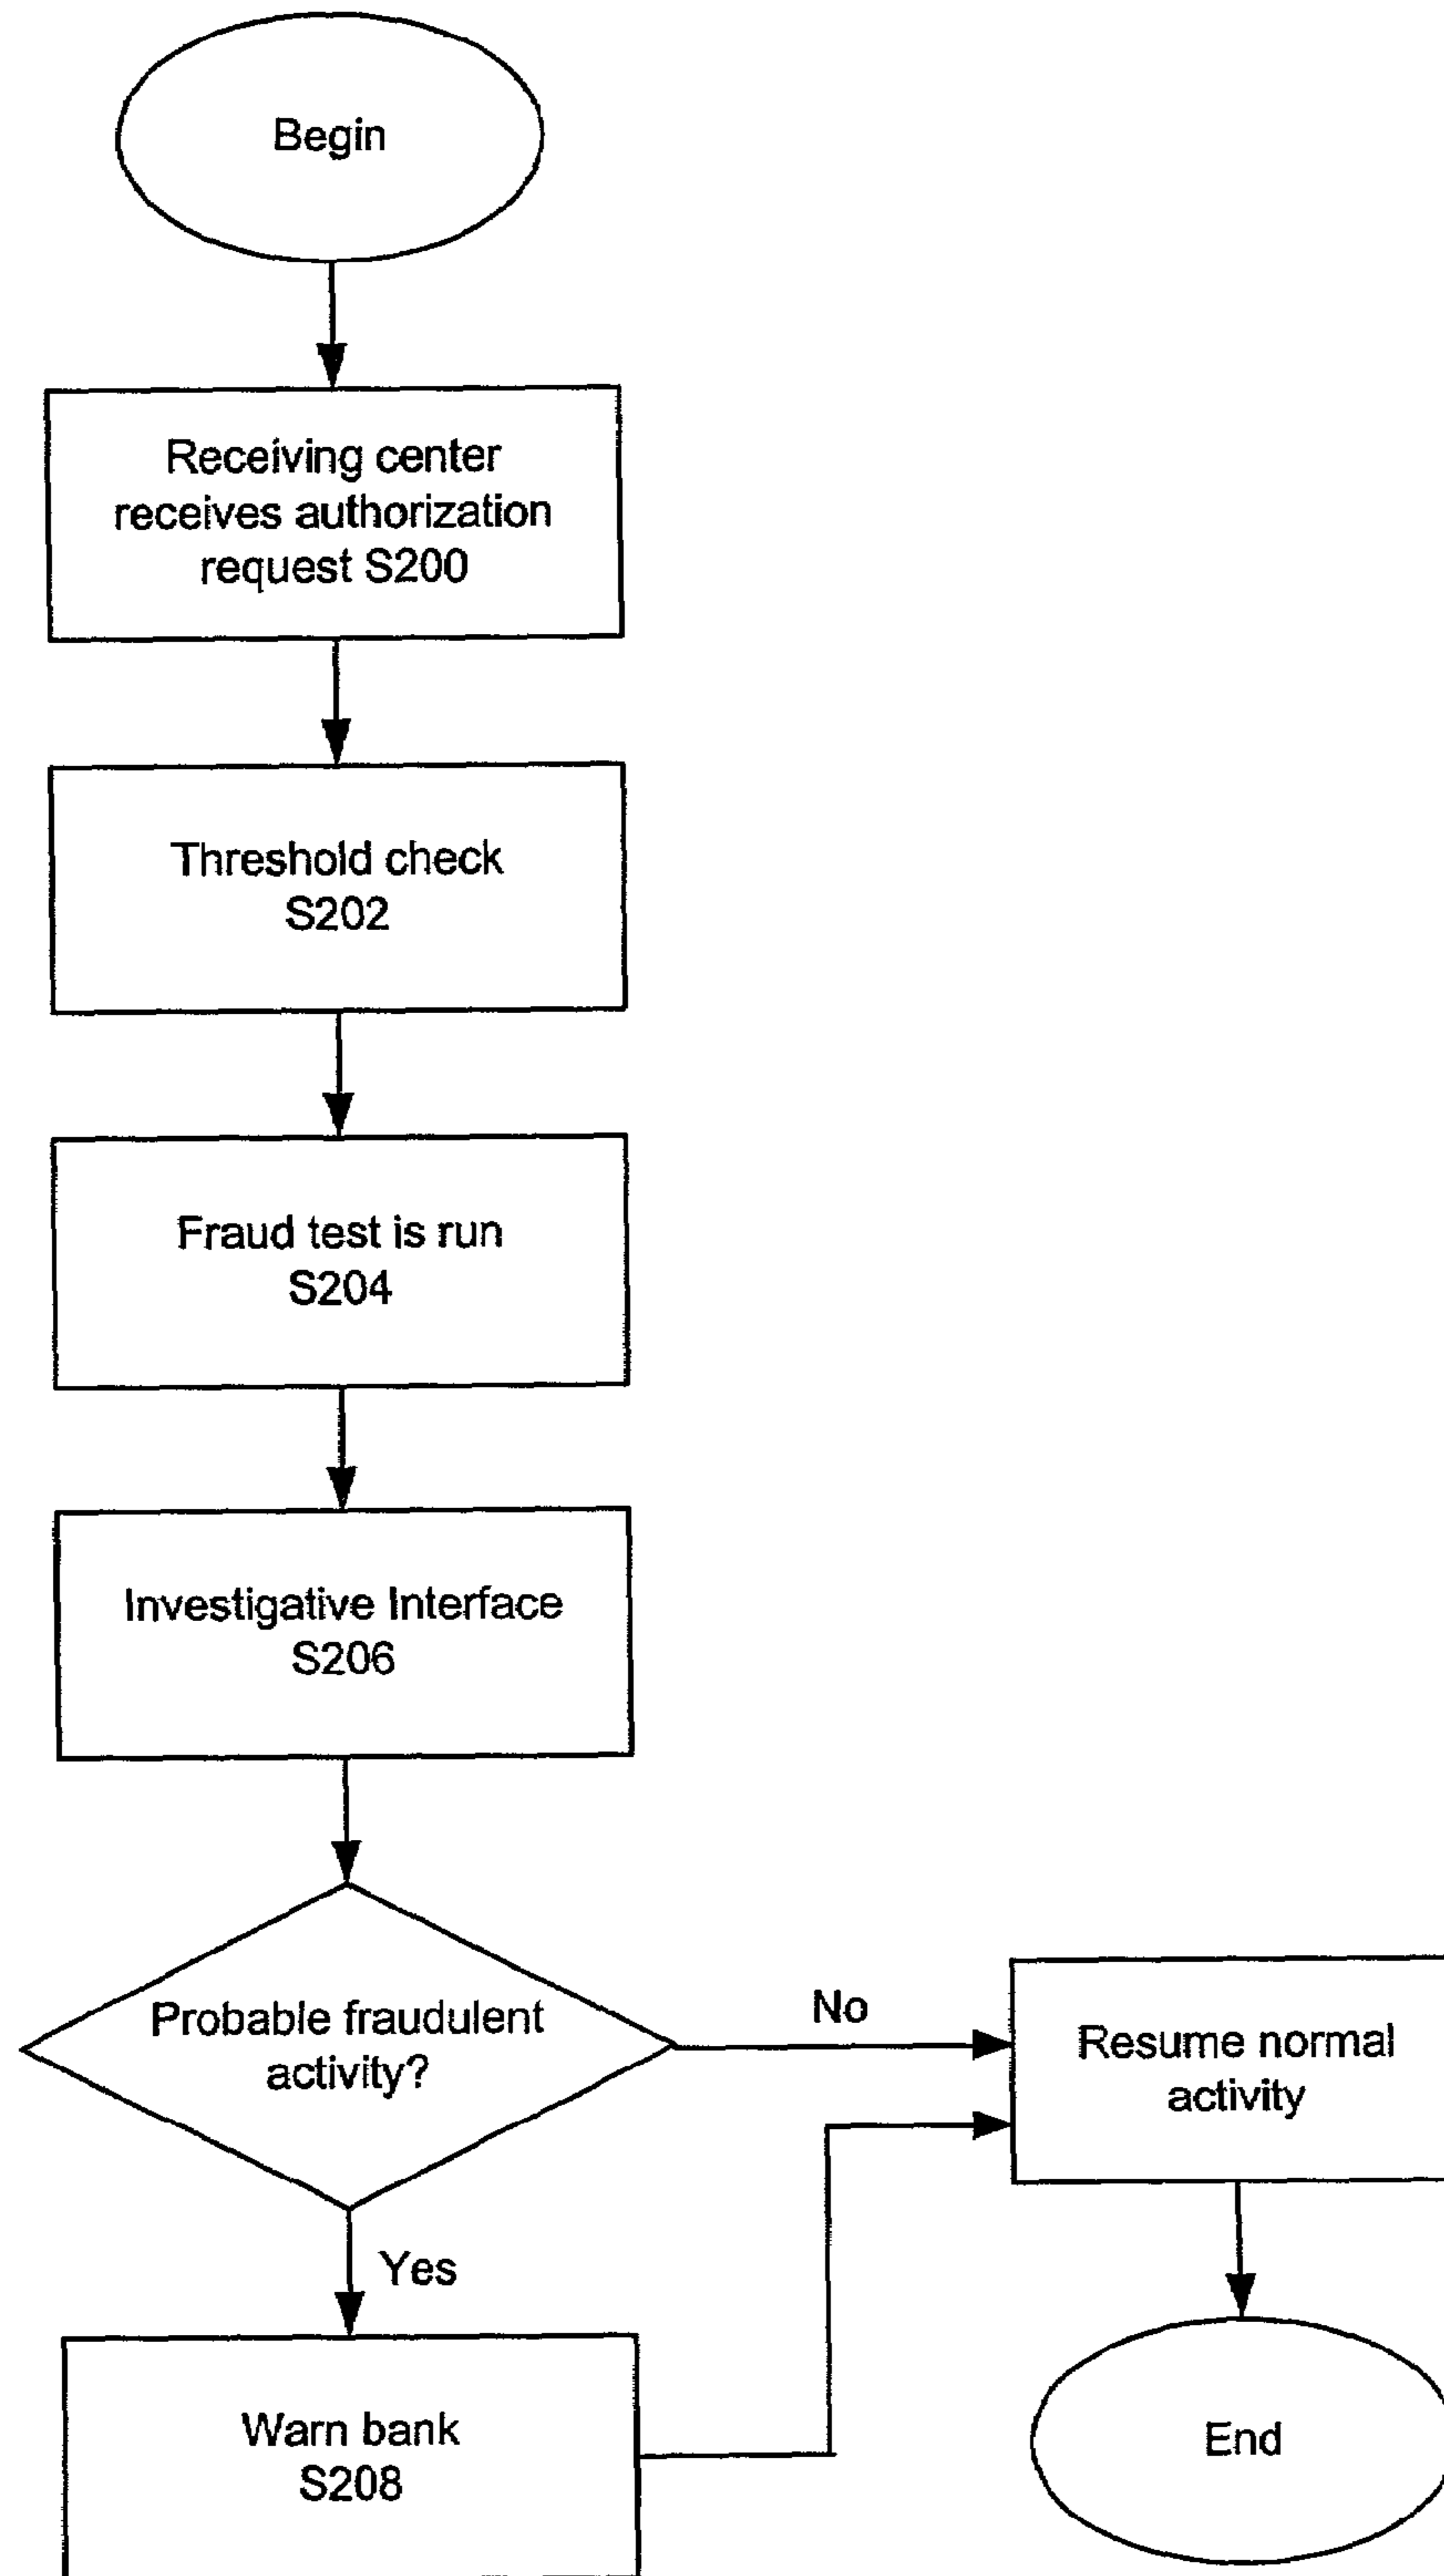 Begin
Receiving center
receives authorization
request S200
Threshold check
S202
Fraud test is run
S204
Investigative Interface
S206
Probable fraudulent
activity?
No
Resume normal
activity
Yes
Warn bank
S208
End